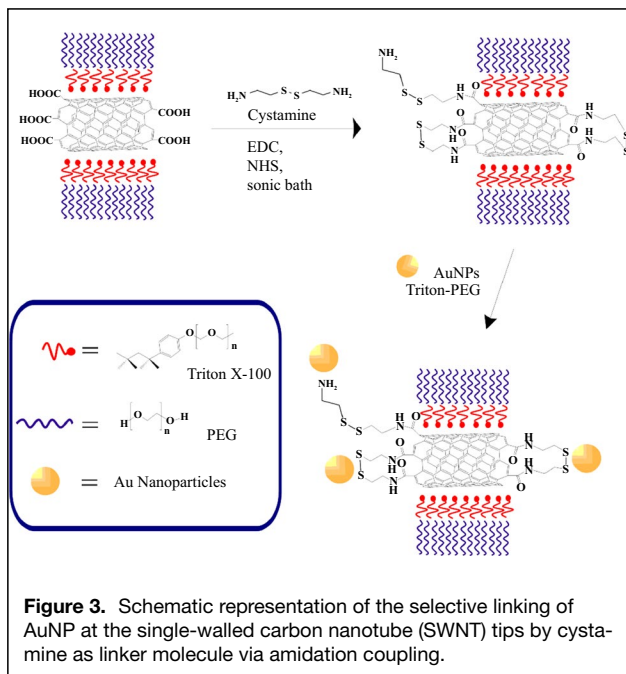 HOOC
HOOC
HOOC
COOH
COOH
H₂N
S
S
NH₂
Cystamine
EDC,
NHS,
sonic bath
NH₂
S
S
H
N
O
S
S
O
N
H
O
N
H
O
N
H
O
N
H
S
S
AuNPs
Triton-PEG
=
O
O
n
Triton X-100
=
H
O
n
O
H
PEG
=
Au Nanoparticles
NH₂
S
S
H
N
O
S
S
O
N
H
O
N
H
O
H
N
O
N
H
S
S
Figure 3. Schematic representation of the selective linking of
AuNP at the single-walled carbon nanotube (SWNT) tips by cysta-
mine as linker molecule via amidation coupling.